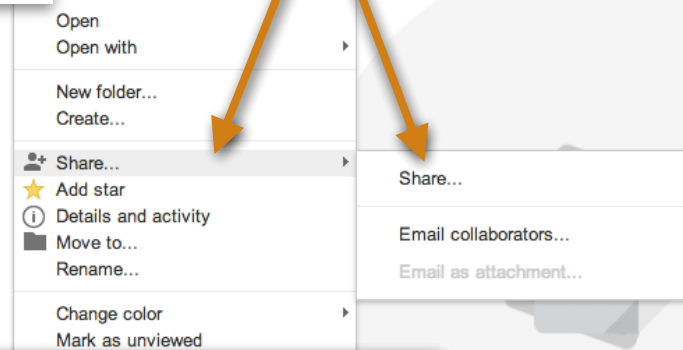 Open
Open with
New folder...
Create...
Share...
Add star
Details and activity
Move to...
Rename...
Change color
Mark as unviewed
Share...
Email collaborators...
Email as attachment...